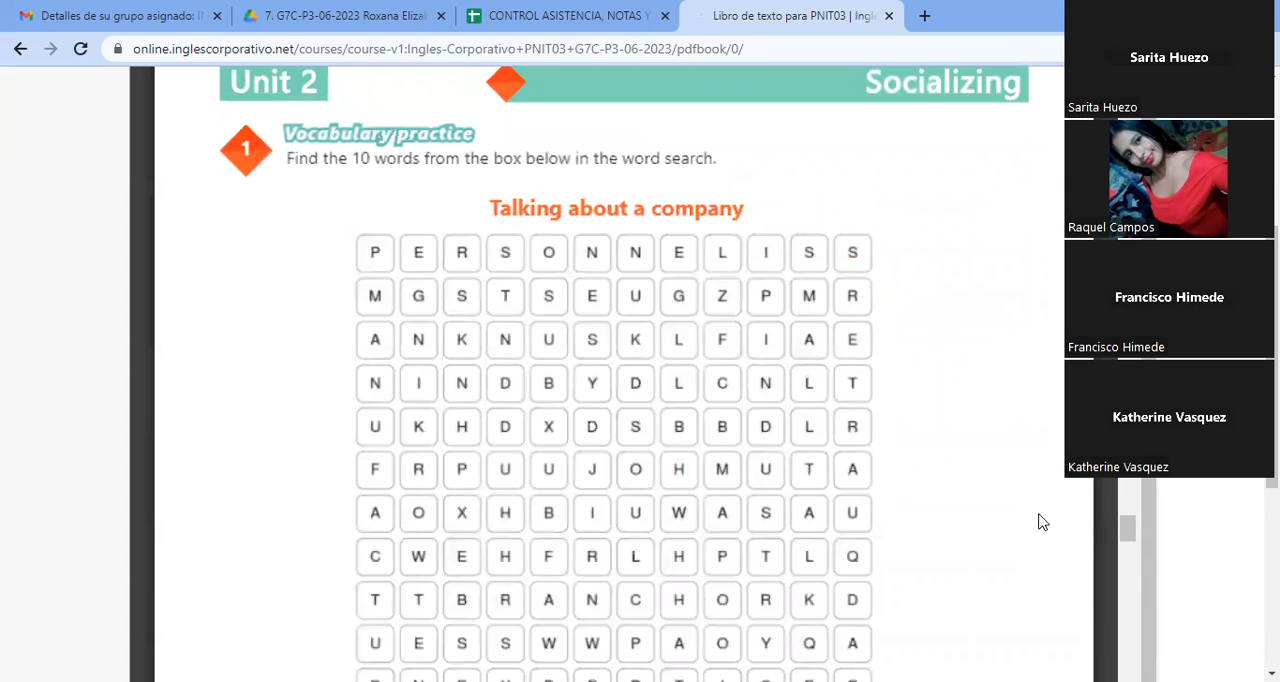 Detalles de su grupo asignado: I
7. G7C-P3-06-2023 Roxana Eliza
CONTROL ASISTENCIA, NOTAS Y
Libro de texto para PNIT03 | Ingl
online.inglescorporativo.net/courses/course-v1:Ingles-Corporativo+PNIT03+G7C-P3-06-2023/pdfbook/0/
Unit 2
Socializing
1
Vocabulary practice
Find the 10 words from the box below in the word search.
Talking about a company
P E R S O N N E L I S S
M G S T S E U G Z P M R
A N K N U S K L F I A E
N I N D B Y D L C N L T
U K I D X D S B B D L R
F R P U U J O H M U T A
A O X H B I U W A S A U
C W E H F R L H P T L Q
T T B R A N C H O R K D
U E S S W W P A O Y Q A
Sarita Huezo
Sarita Huezo
Raquel Campos
Francisco Himede
Francisco Himede
Katherine Vasquez
Katherine Vasquez